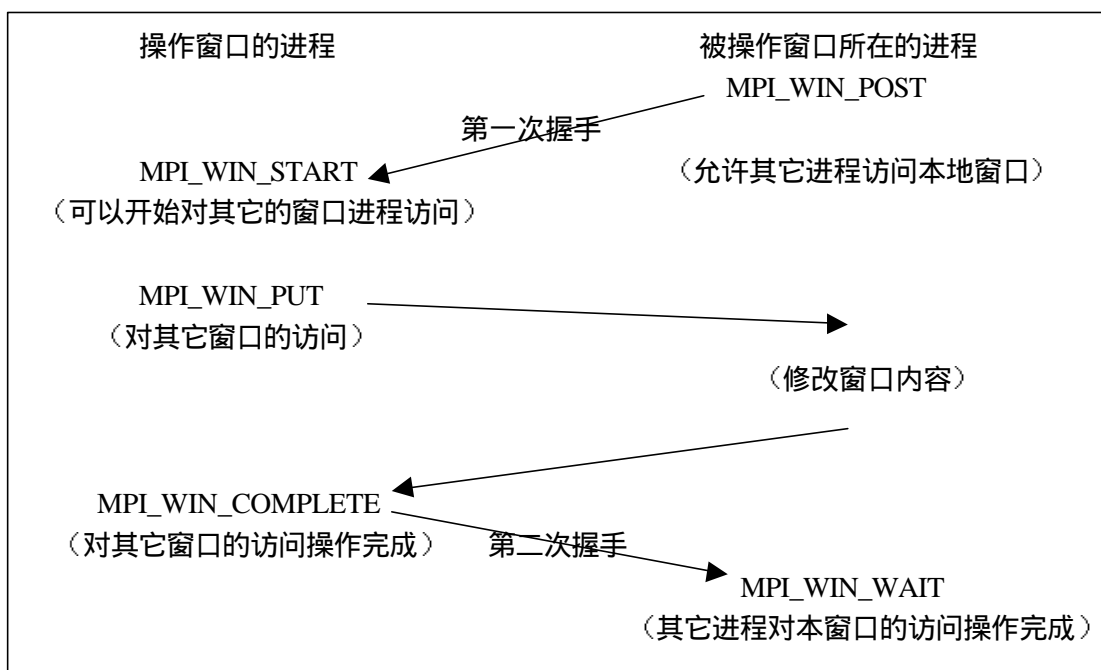 操作窗口的进程
被操作窗口所在的进程
MPI_WIN_POST
第一次握手
MPI_WIN_START
（允许其它进程访问本地窗口）
（可以开始对其它的窗口进程访问）
MPI_WIN_PUT
（对其它窗口的访问）
（修改窗口内容）
MPI_WIN_COMPLETE
（对其它窗口的访问操作完成）
第二次握手
MPI_WIN_WAIT
（其它进程对本窗口的访问操作完成）